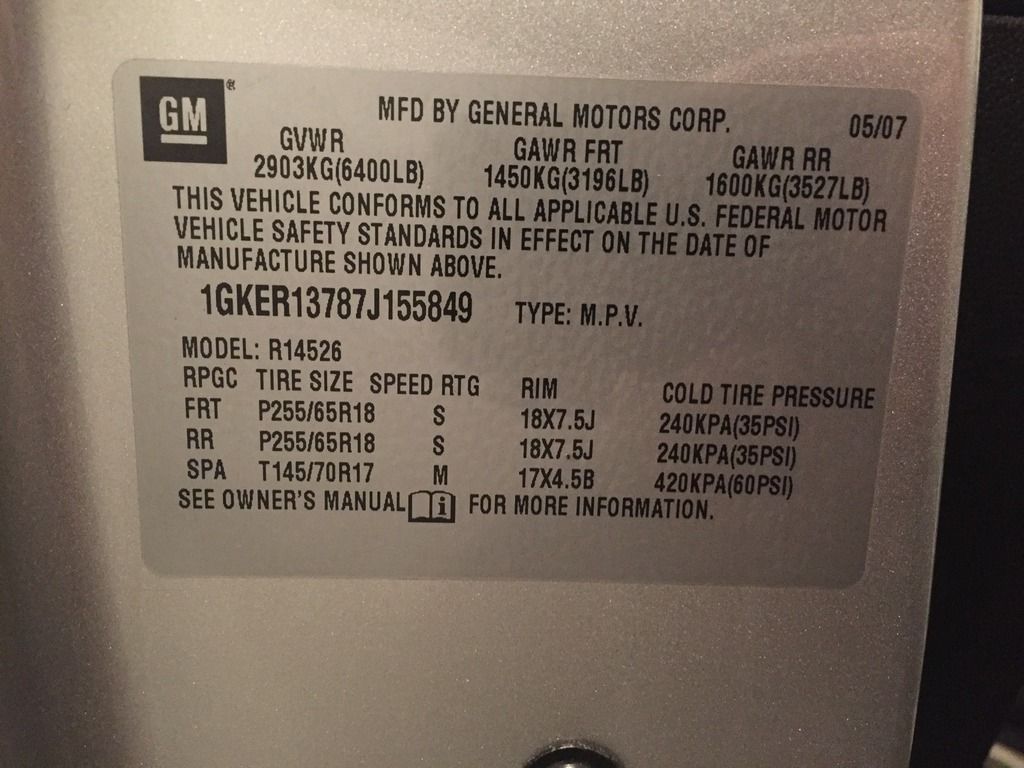 GM®
MFD BY GENERAL MOTORS CORP. 05/07
GVWR GAWR FRT GAWR RR
2903KG(6400LB) 1450KG(3196LB) 1600KG(3527LB)
THIS VEHICLE CONFORMS TO ALL APPLICABLE U.S. FEDERAL MOTOR
VEHICLE SAFETY STANDARDS IN EFFECT ON THE DATE OF
MANUFACTURE SHOWN ABOVE.
1GKER13787J155849 TYPE: M.P.V.
MODEL: R14526
RPGC TIRE SIZE SPEED RTG RIM COLD TIRE PRESSURE
FRT P255/65R18 S 18X7.5J 240KPA(35PSI)
RR P255/65R18 S 18X7.5J 240KPA(35PSI)
SPA T145/70R17 M 17X4.5B 420KPA(60PSI)
SEE OWNER'S MANUAL i FOR MORE INFORMATION.